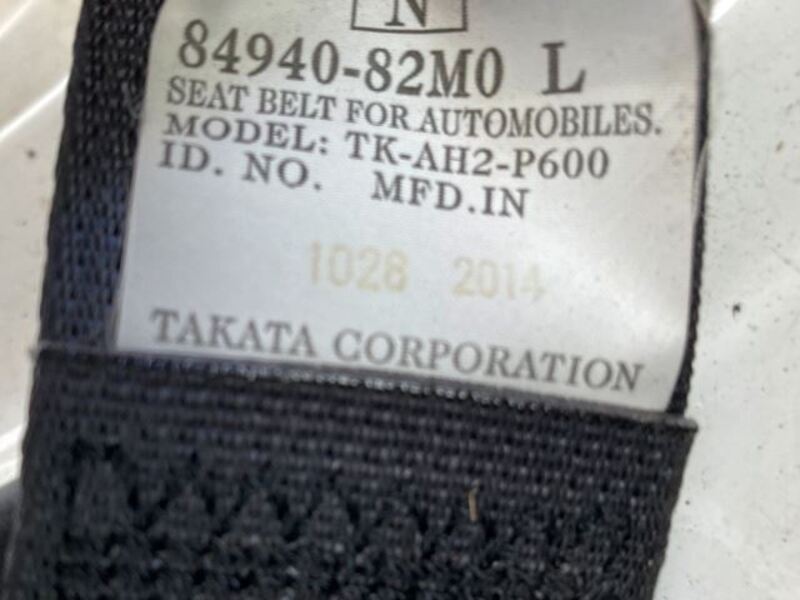 N
84940-82M0 L
SEAT BELT FOR AUTOMOBILES.
MODEL: TK-AH2-P600
ID. NO. MFD.IN
1028 2014
TAKATA CORPORATION